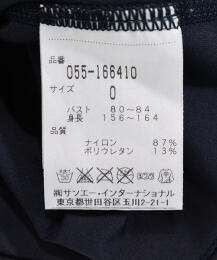 品番
055-166410
サイズ
0
バスト 80～84
身長 156～164
品質
ナイロン 87%
ポリウレタン 13%
㈱サンエー・インターナショナル
東京都世田谷区玉川2-21-1